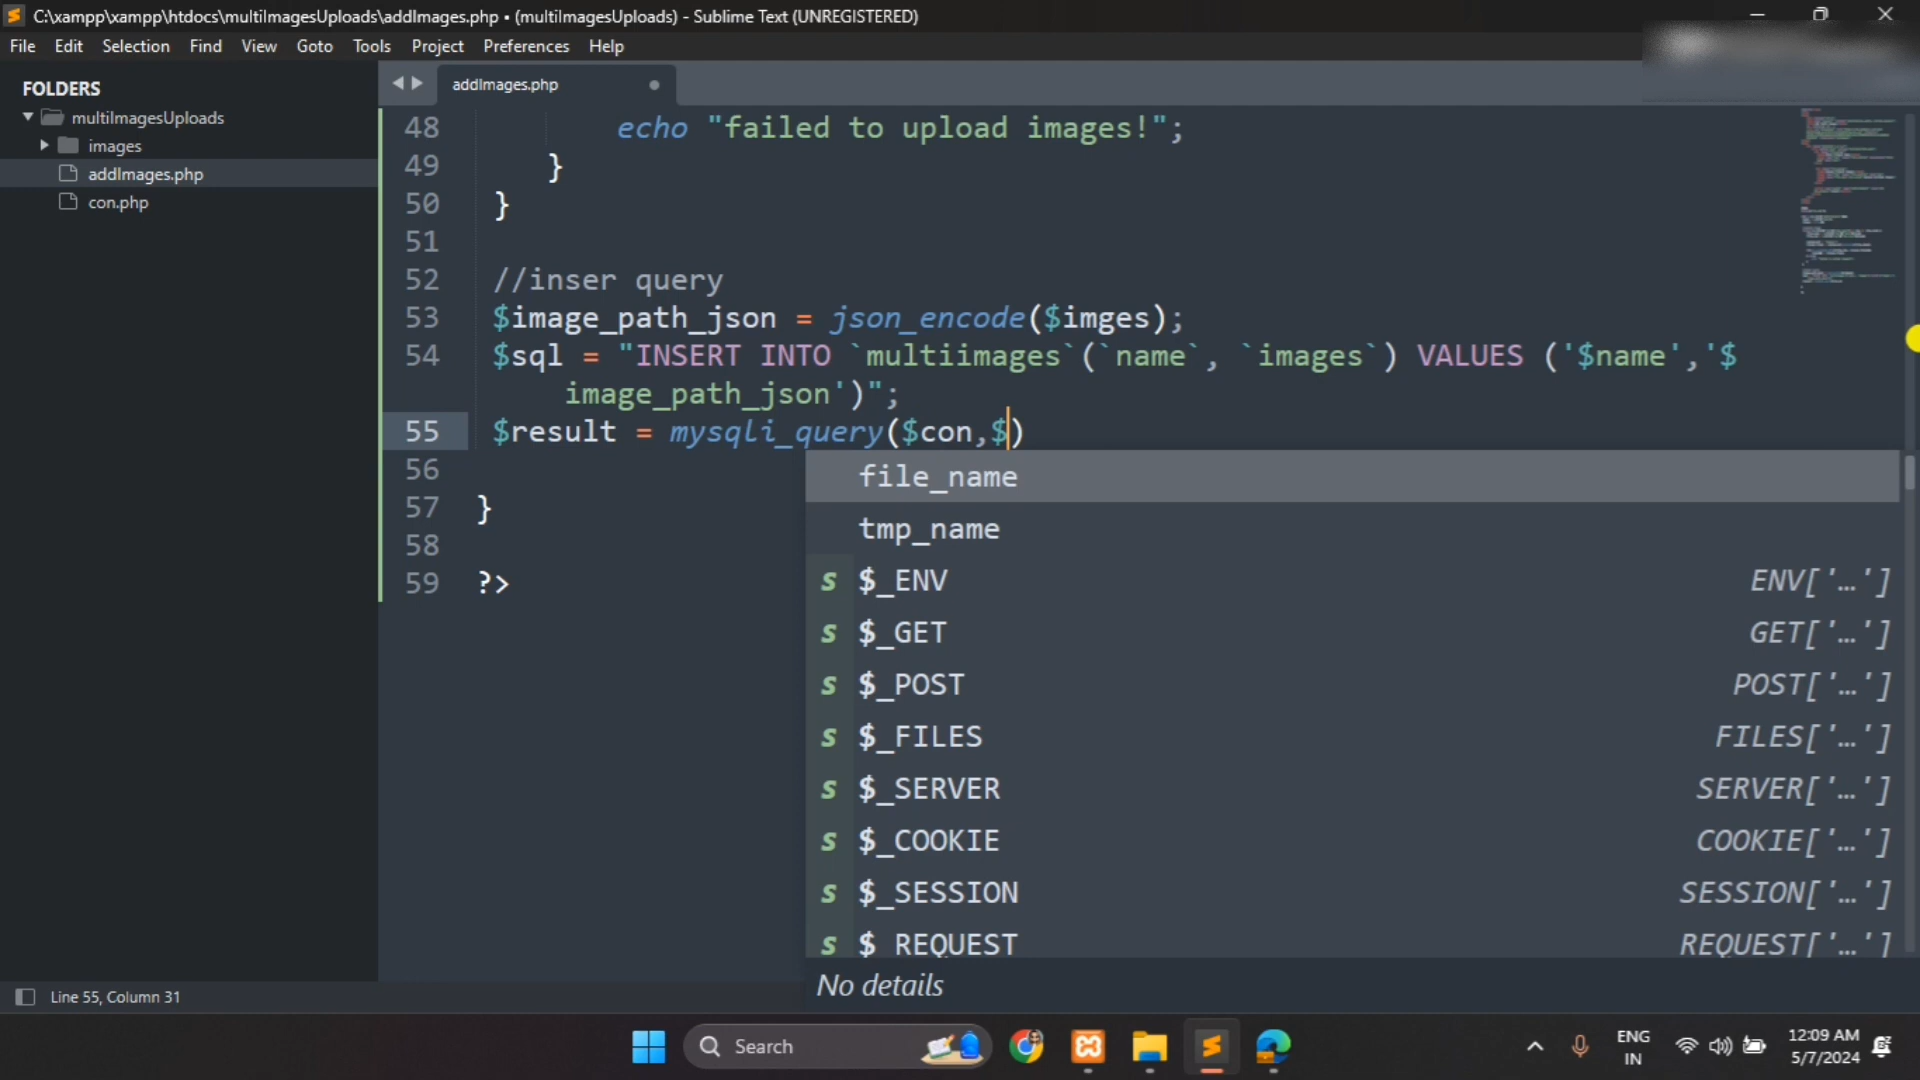 C:\xampp\xampp\htdocs\multiImagesUploads\addImages.php • (multiImagesUploads) - Sublime Text (UNREGISTERED)
File Edit Selection Find View Goto Tools Project Preferences Help
FOLDERS
multiImagesUploads
images
addImages.php
con.php
addImages.php
48 echo "failed to upload images!";
49 }
50 }
51
52 //inser query
53 $image_path_json = json_encode($imges);
54 $sql = "INSERT INTO `multiimages`(`name`, `images`) VALUES ('$name','$
image_path_json')";
55 $result = mysqli_query($con,$)
56
57 }
58
59 ?>
file_name
tmp_name
s $_ENV ENV['…']
s $_GET GET['…']
s $_POST POST['…']
s $_FILES FILES['…']
s $_SERVER SERVER['…']
s $_COOKIE COOKIE['…']
s $_SESSION SESSION['…']
s $_REQUEST REQUEST['…']
No details
Line 55, Column 31
Search
ENG
IN
12:09 AM
5/7/2024